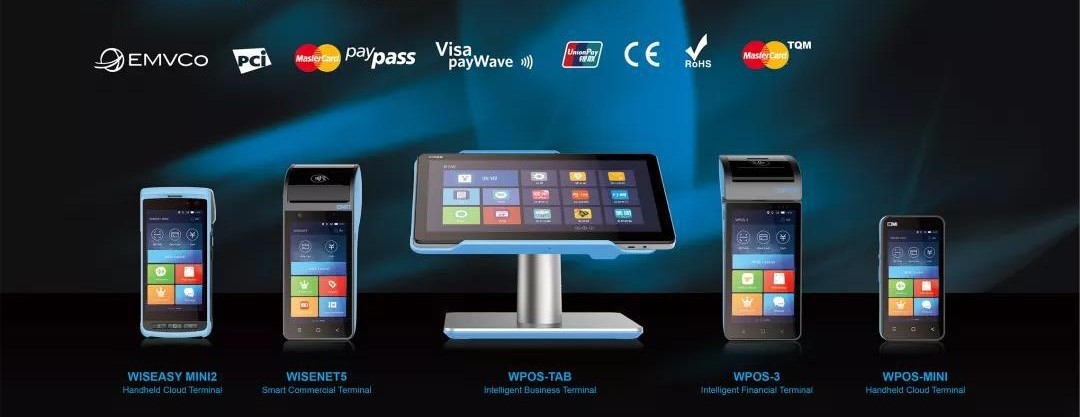 EMVCo
PCi
MasterCard paypass
Visa payWave
UnionPay 银联
CE
RoHS
MasterCard TQM
WISEASY MINI2
Handheld Cloud Terminal
WISENET5
Smart Commercial Terminal
WPOS-TAB
Intelligent Business Terminal
WPOS-3
Intelligent Financial Terminal
WPOS-MINI
Handheld Cloud Terminal